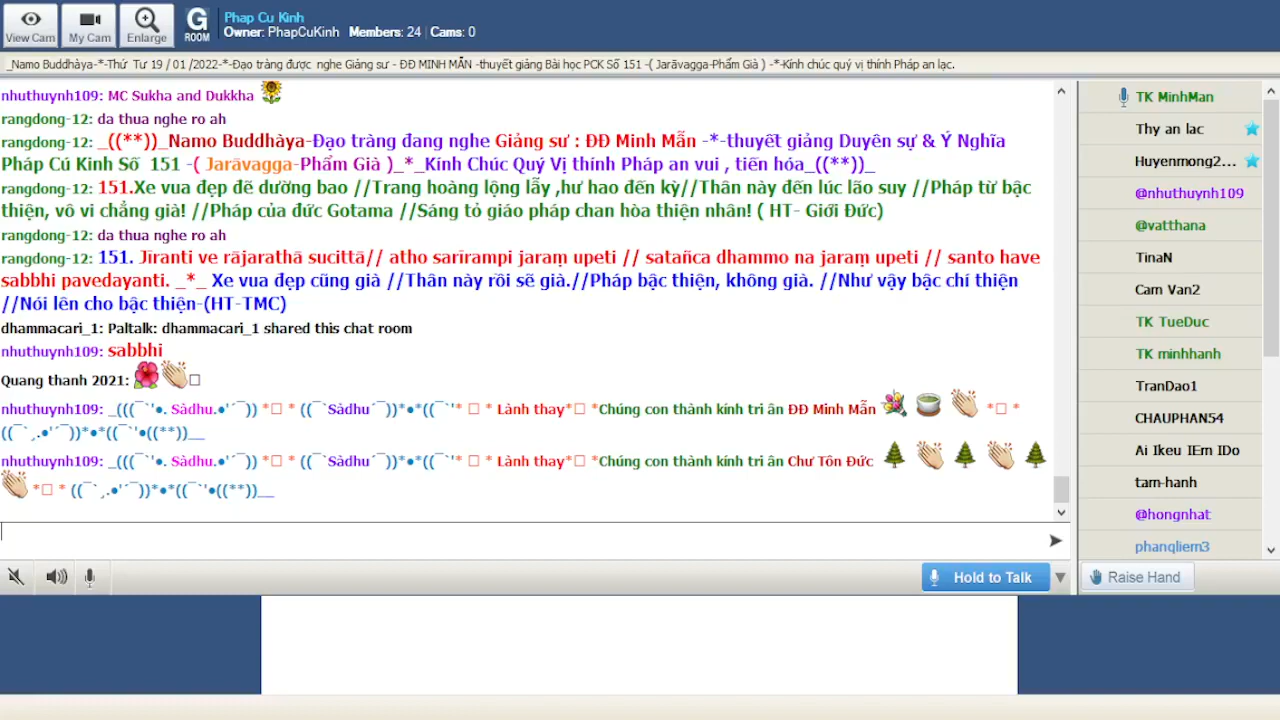 View Cam
My Cam
Enlarge
G
ROOM
Phap Cu Kinh
Owner: PhapCuKinh Members: 24 Cams: 0
_Namo Buddhàya-*-Thứ Tư 19 / 01 /2022-*-Đạo tràng được nghe Giảng sư - ĐĐ MINH MẪN -thuyết giảng Bài học PCK Số 151 -( Jarāvagga-Phẩm Già ) -*-Kính chúc quý vị thính Pháp an lạc.
nhuthuynh109: MC Sukha and Dukkha
rangdong-12: da thua nghe ro ah
rangdong-12: _((**))_Namo Buddhàya-Đạo tràng đang nghe Giảng sư : ĐĐ Minh Mẫn -*-thuyết giảng Duyên sự & Ý Nghĩa
Pháp Cú Kinh Số 151 -( Jarāvagga-Phẩm Già )_*_Kính Chúc Quý Vị thính Pháp an vui , tiến hóa_((**))_
rangdong-12: 151.Xe vua đẹp đẽ dường bao //Trang hoàng lộng lẫy ,hư hao đến kỳ//Thân này đến lúc lão suy //Pháp từ bậc
thiện, vô vi chẳng già! //Pháp của đức Gotama //Sáng tỏ giáo pháp chan hòa thiện nhân! ( HT- Giới Đức)
rangdong-12: da thua nghe ro ah
rangdong-12: 151. Jīranti ve rājarathā sucittā// atho sarīrampi jaraṃ upeti // satañca dhammo na jaraṃ upeti // santo have
sabbhi pavedayanti. _*_ Xe vua đẹp cũng già //Thân này rồi sẽ già.//Pháp bậc thiện, không già. //Như vậy bậc chí thiện
//Nói lên cho bậc thiện-(HT-TMC)
dhammacari_1: Paltalk: dhammacari_1 shared this chat room
nhuthuynh109: sabbhi
Quang thanh 2021:
nhuthuynh109: _(((¯`'•. Sàdhu.•'´¯)) *□ * ((¯`Sàdhu´¯))*•*((¯`'*□ * Lành thay*□ *Chúng con thành kính tri ân ĐĐ Minh Mẫn *□ *
((¯`¸.•'´¯))*•*((¯`'•((**))__
nhuthuynh109: _(((¯`'•. Sàdhu.•'´¯)) *□ * ((¯`Sàdhu´¯))*•*((¯`'*□ * Lành thay*□ *Chúng con thành kính tri ân Chư Tôn Đức
*□ * ((¯`¸.•'´¯))*•*((¯`'•((**))__
Hold to Talk
TK MinhMan
Thy an lac
Huyenmong2...
@nhuthuynh109
@vatthana
TinaN
Cam Van2
TK TueDuc
TK minhhanh
TranDao1
CHAUPHAN54
Ai Ikeu IEm IDo
tam-hanh
@hongnhat
phanqliem3
Raise Hand